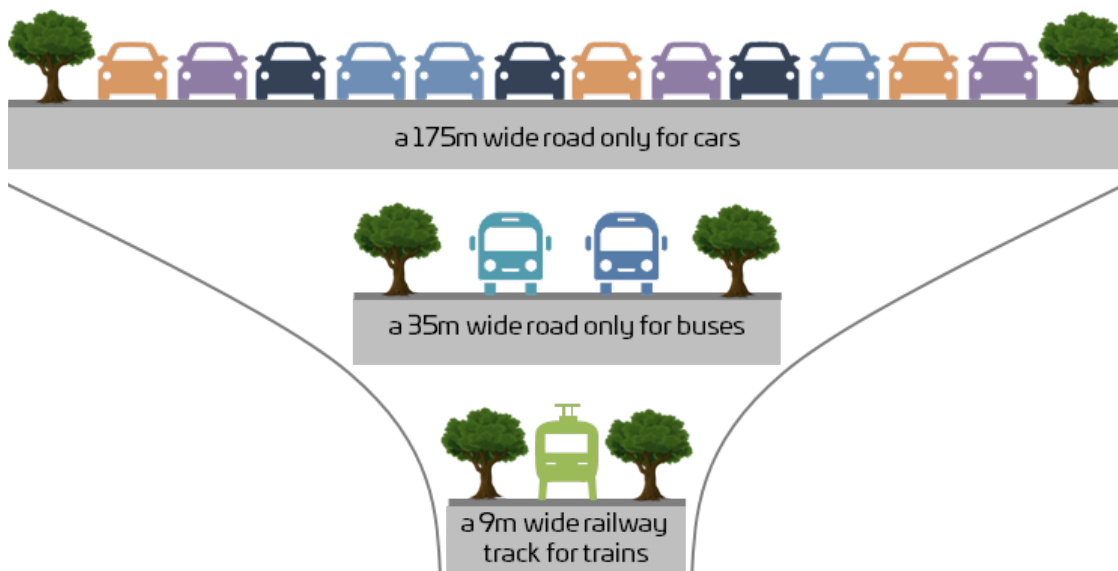 a 175m wide road only for cars
a 35m wide road only for buses
a 9m wide railway
track for trains